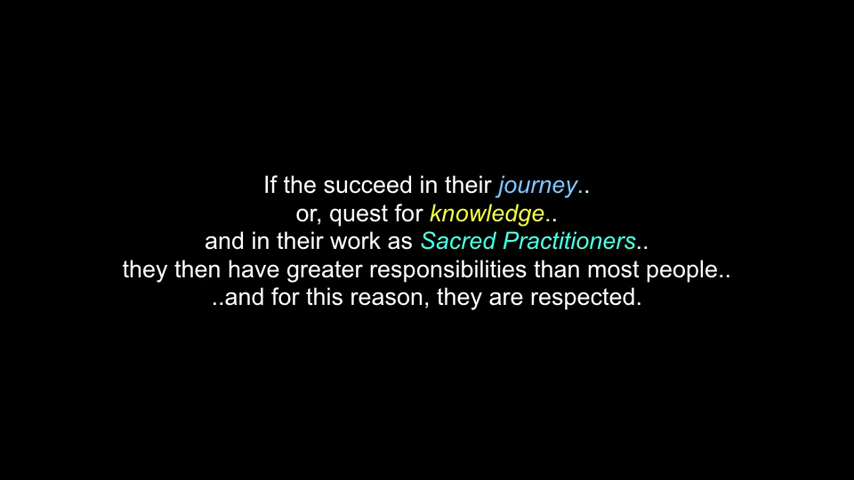 If the succeed in their journey..
or, quest for knowledge..
and in their work as Sacred Practitioners..
they then have greater responsibilities than most people..
..and for this reason, they are respected.